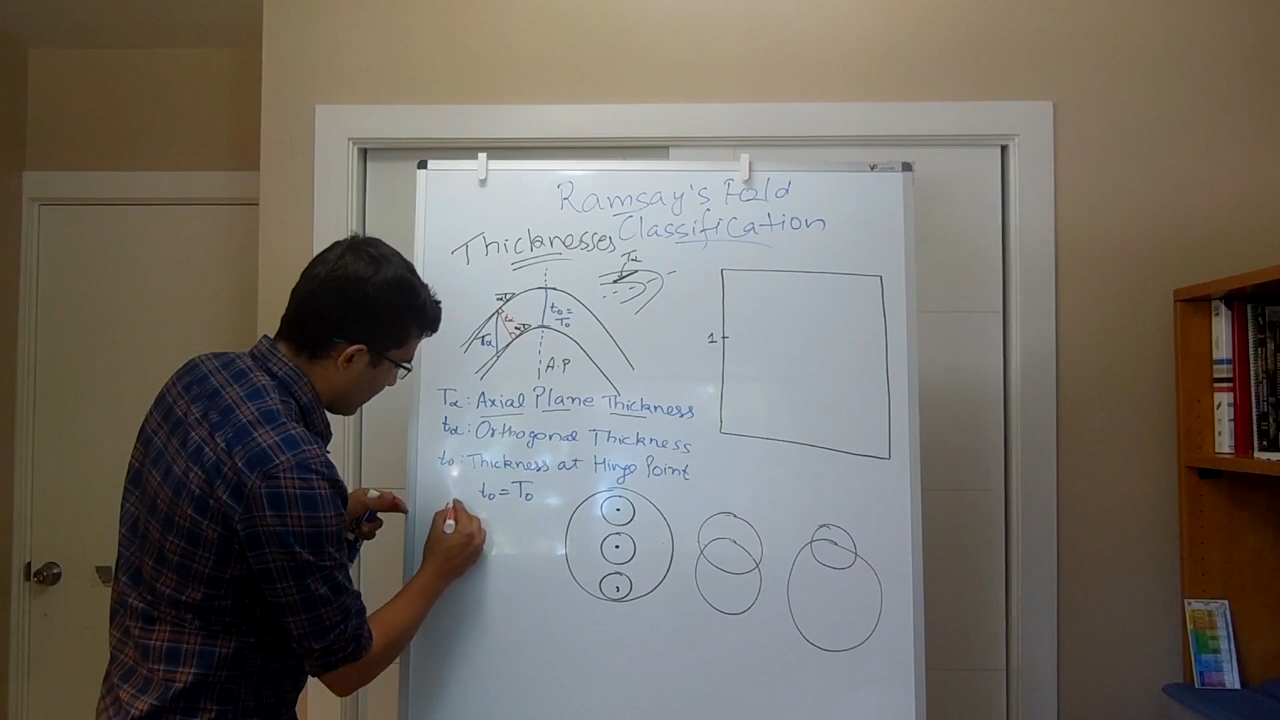 Ramsay's Fold
Classification
Thicknesses
Tα
α
tα
α
Tα
t₀ =
T₀
A.P
1
Tα: Axial Plane Thickness
tα: Orthogonal Thickness
t₀: Thickness at Hinge Point
t₀ = T₀